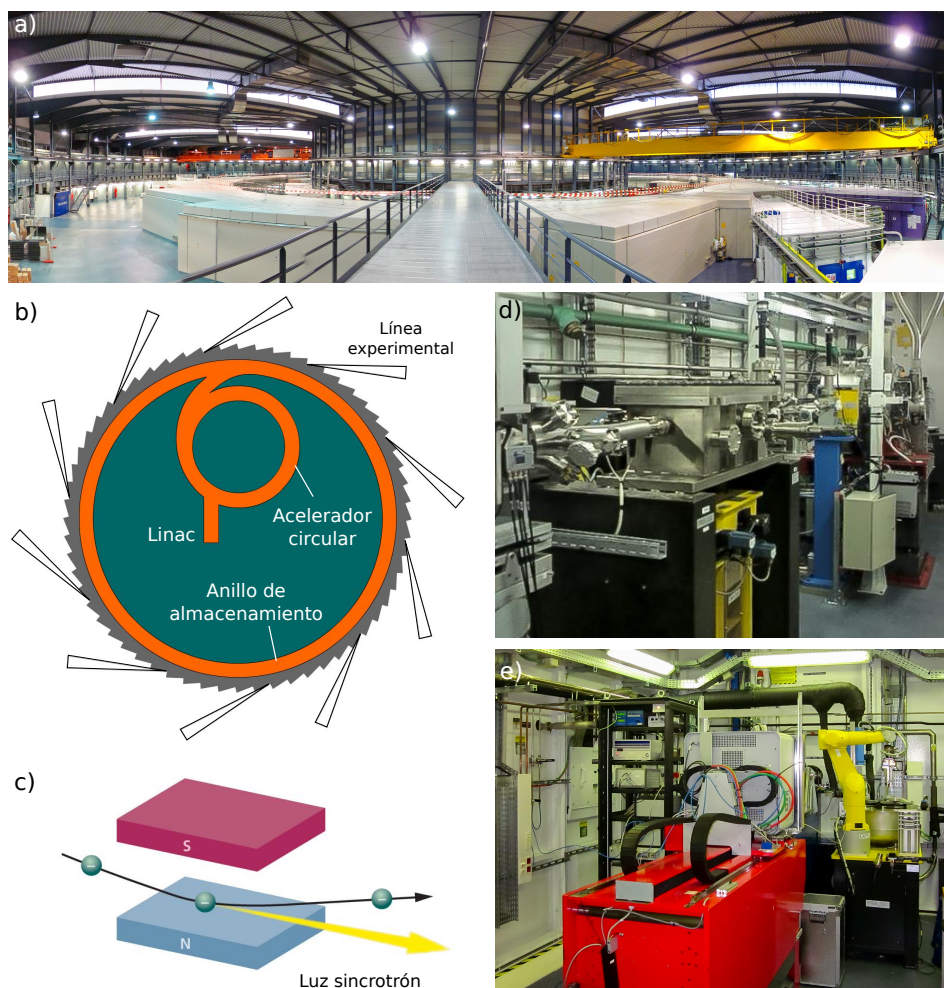 a)
b)
Línea
experimental
Linac
Acelerador
circular
Anillo de
almacenamiento
c)
S
N
Luz sincrotrón
d)
e)